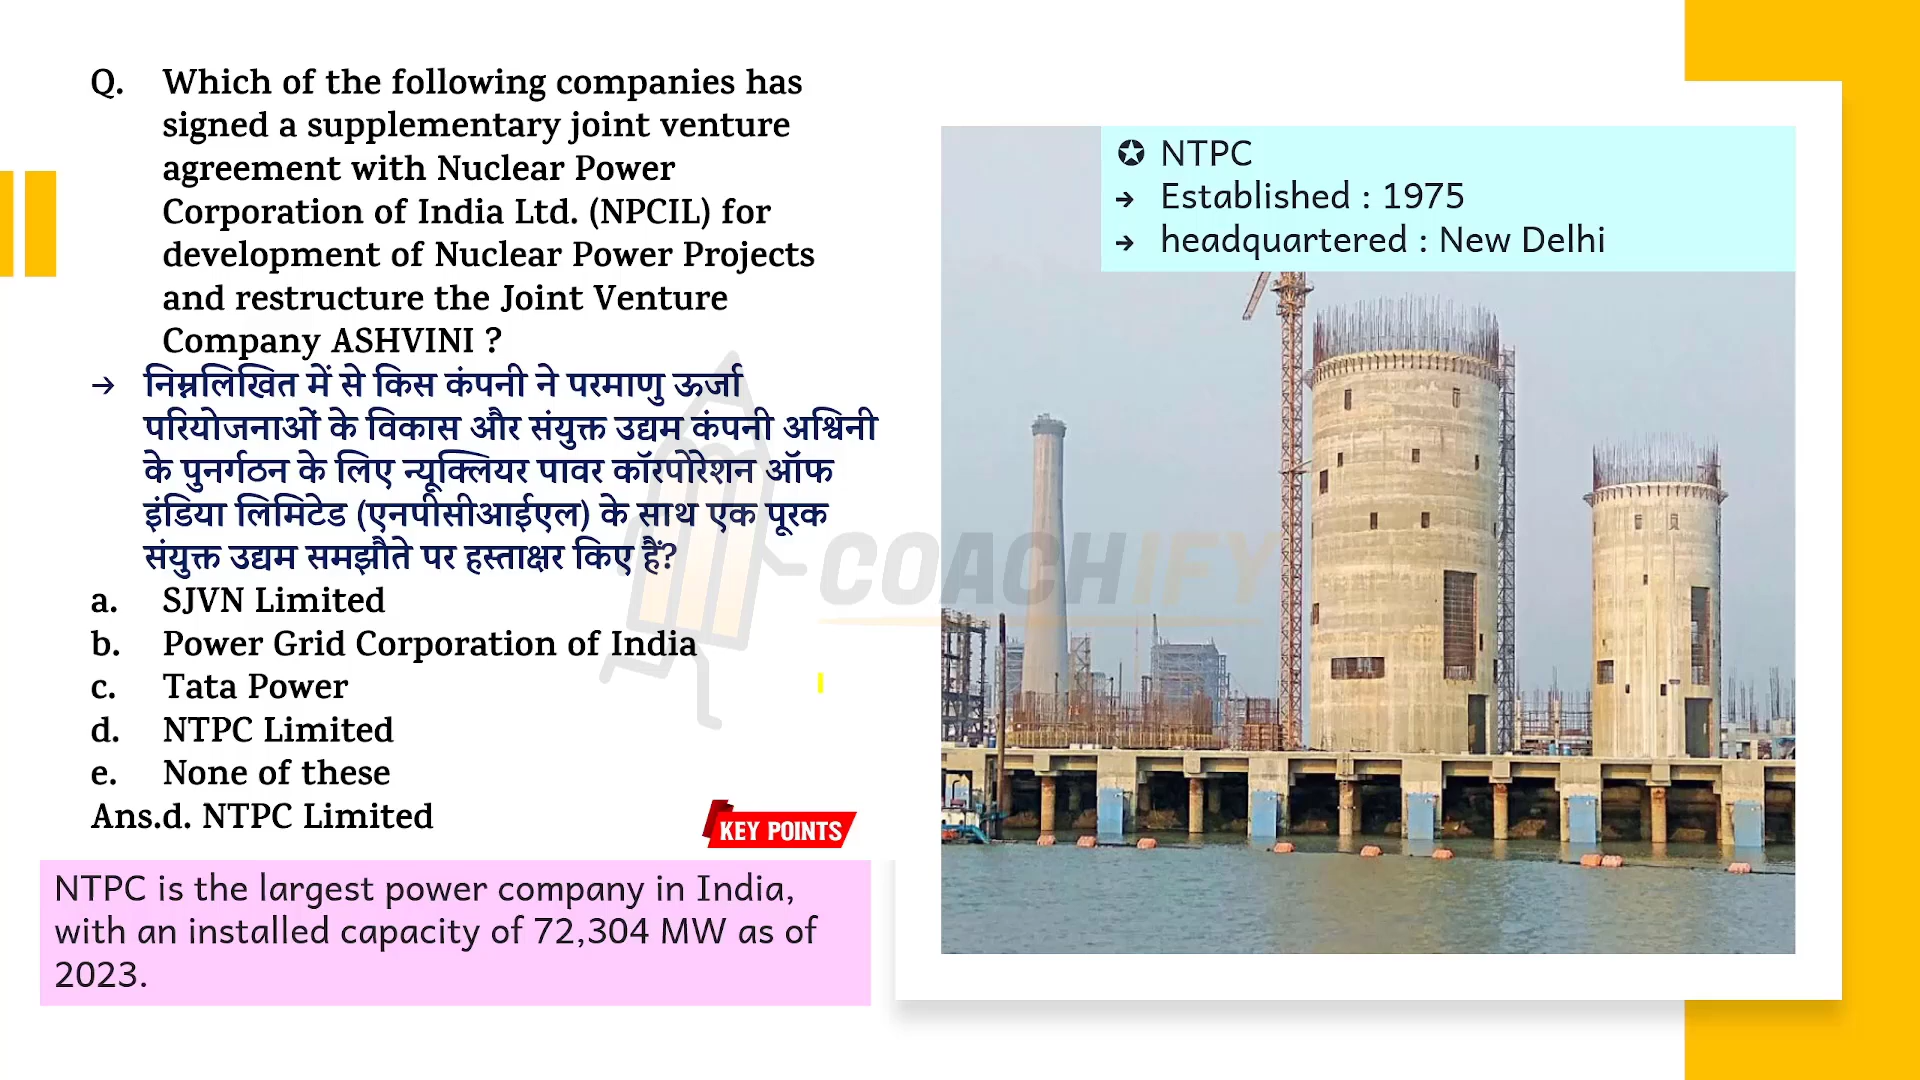 Q. Which of the following companies has
signed a supplementary joint venture
agreement with Nuclear Power
Corporation of India Ltd. (NPCIL) for
development of Nuclear Power Projects
and restructure the Joint Venture
Company ASHVINI ?
→ निम्नलिखित में से किस कंपनी ने परमाणु ऊर्जा
परियोजनाओं के विकास और संयुक्त उद्यम कंपनी अश्विनी
के पुनर्गठन के लिए न्यूक्लियर पावर कॉरपोरेशन ऑफ
इंडिया लिमिटेड (एनपीसीआईएल) के साथ एक पूरक
संयुक्त उद्यम समझौते पर हस्ताक्षर किए हैं?
a. SJVN Limited
b. Power Grid Corporation of India
c. Tata Power
d. NTPC Limited
e. None of these
Ans.d. NTPC Limited
KEY POINTS
NTPC is the largest power company in India,
with an installed capacity of 72,304 MW as of
2023.
✪ NTPC
→ Established : 1975
→ headquartered : New Delhi
COACHIFY